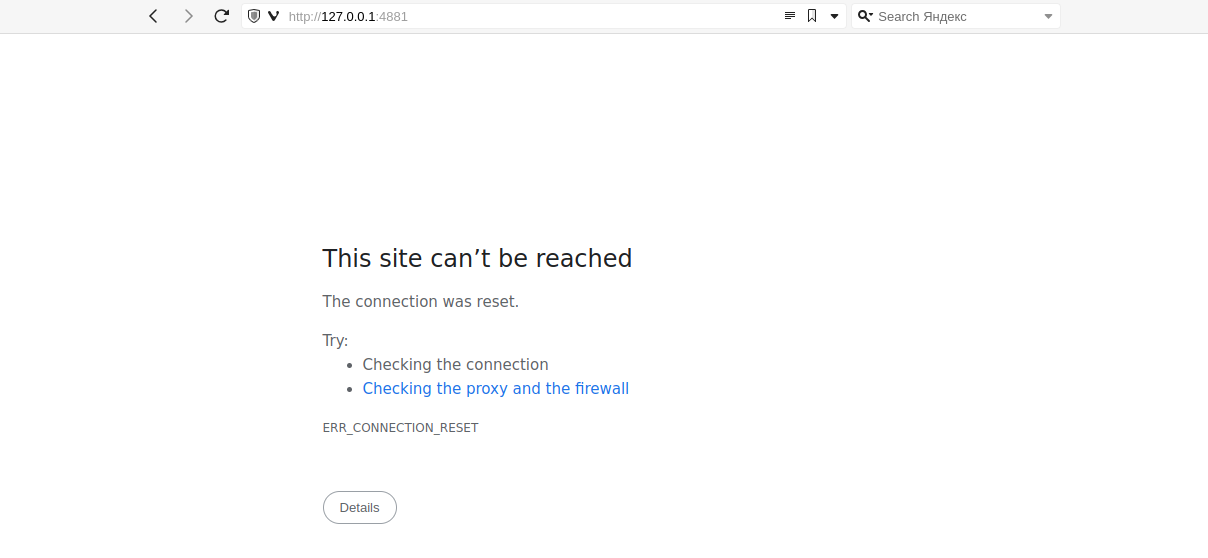 http://127.0.0.1:4881
Search Яндекс
This site can’t be reached
The connection was reset.
Try:
Checking the connection
Checking the proxy and the firewall
ERR_CONNECTION_RESET
Details